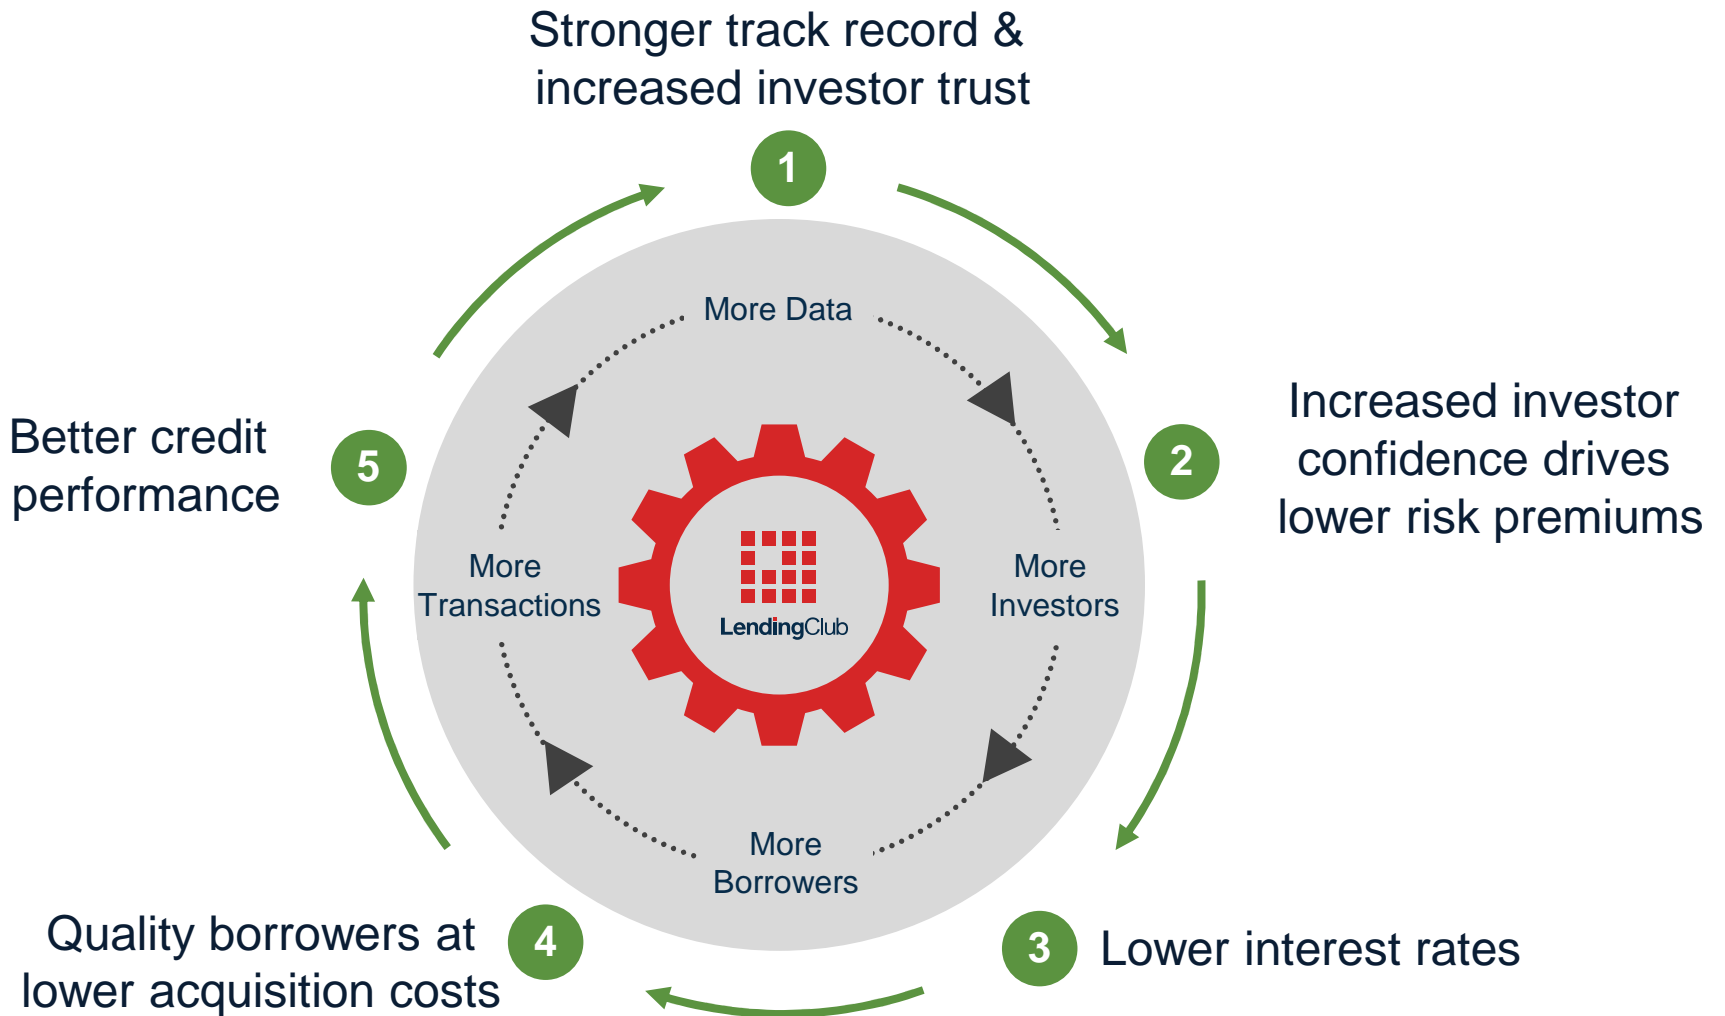 Stronger track record &
increased investor trust
1
More Data
Increased investor
confidence drives
lower risk premiums
2
Better credit
performance
5
More
Transactions
LendingClub
More
Investors
More
Borrowers
Quality borrowers at
lower acquisition costs
4
3
Lower interest rates